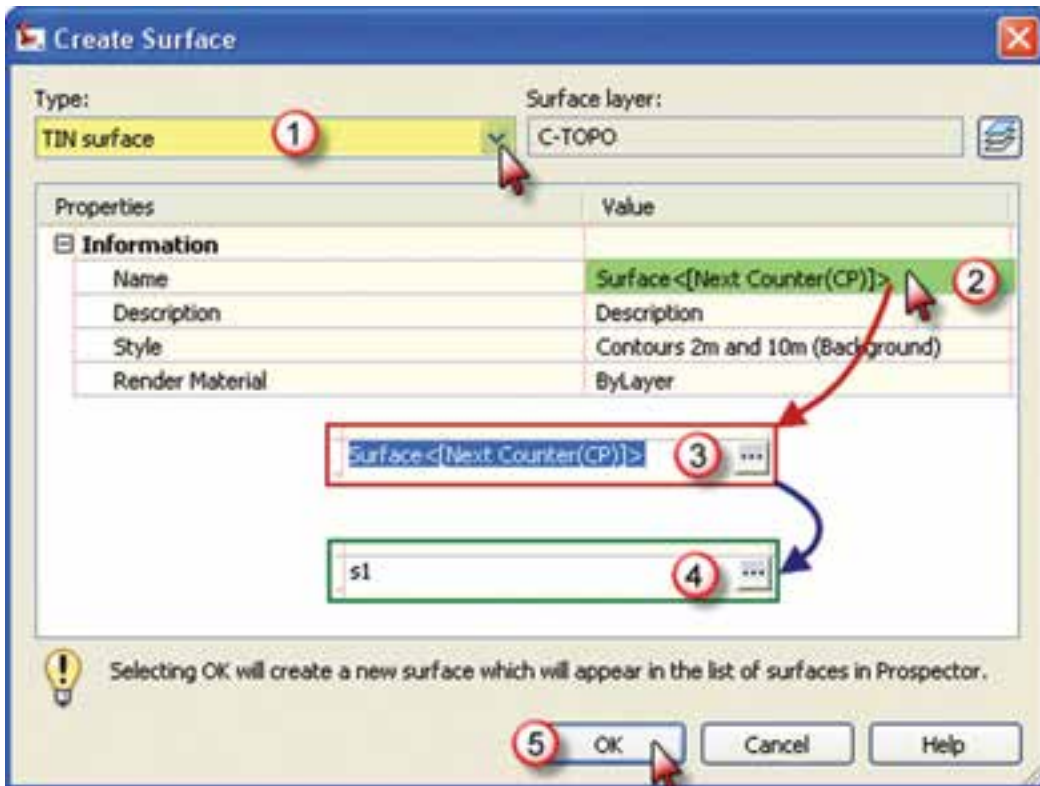 Create Surface
Type:
Surface layer:
TIN surface
1
C-TOPO
Properties
Value
Information
Name
Surface<[Next Counter(CP)]>
2
Description
Description
Style
Contours 2m and 10m (Background)
Render Material
ByLayer
Surface<[Next Counter(CP)]>
3
...
s1
4
...
Selecting OK will create a new surface which will appear in the list of surfaces in Prospector.
5
OK
Cancel
Help